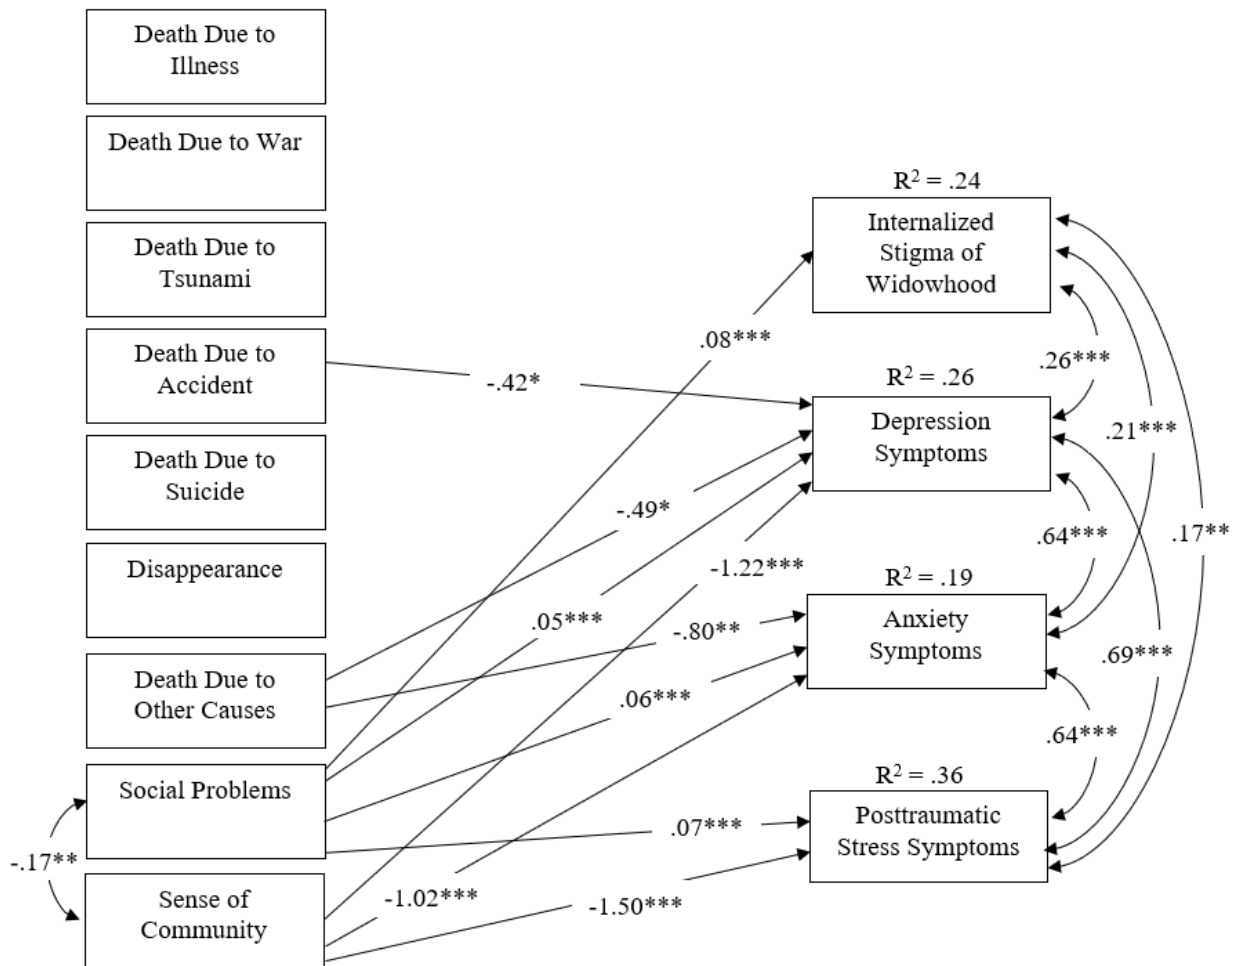 Death Due to
Illness
Death Due to War
Death Due to
Tsunami
Death Due to
Accident
Death Due to
Suicide
Disappearance
Death Due to
Other Causes
Social Problems
Sense of
Community
-.17**
-.42*
.08***
-.49*
.05***
-1.22***
-.80**
.06***
.07***
-1.02***
-1.50***
R² = .24
Internalized
Stigma of
Widowhood
R² = .26
Depression
Symptoms
R² = .19
Anxiety
Symptoms
R² = .36
Posttraumatic
Stress Symptoms
.26***
.21***
.64***
.17**
.69***
.64***